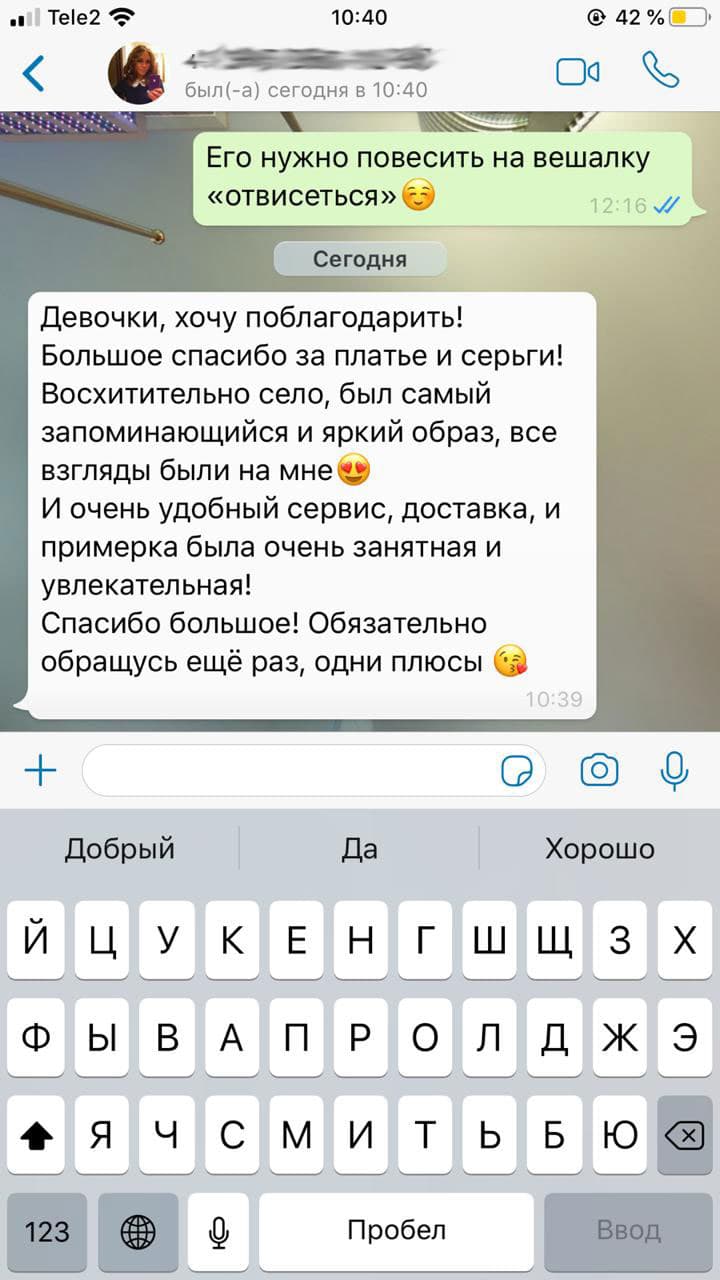 Tele2 10:40 42 %
был(-а) сегодня в 10:40
Его нужно повесить на вешалку
«отвисеться»☺️
12:16
Сегодня
Девочки, хочу поблагодарить!
Большое спасибо за платье и серьги!
Восхитительно село, был самый
запоминающийся и яркий образ, все
взгляды были на мне😍
И очень удобный сервис, доставка, и
примерка была очень занятная и
увлекательная!
Спасибо большое! Обязательно
обращусь ещё раз, одни плюсы 😘
10:39
Добрый Да Хорошо
Й Ц У К Е Н Г Ш Щ З Х
Ф Ы В А П Р О Л Д Ж Э
Я Ч С М И Т Ь Б Ю
123 Пробел Ввод